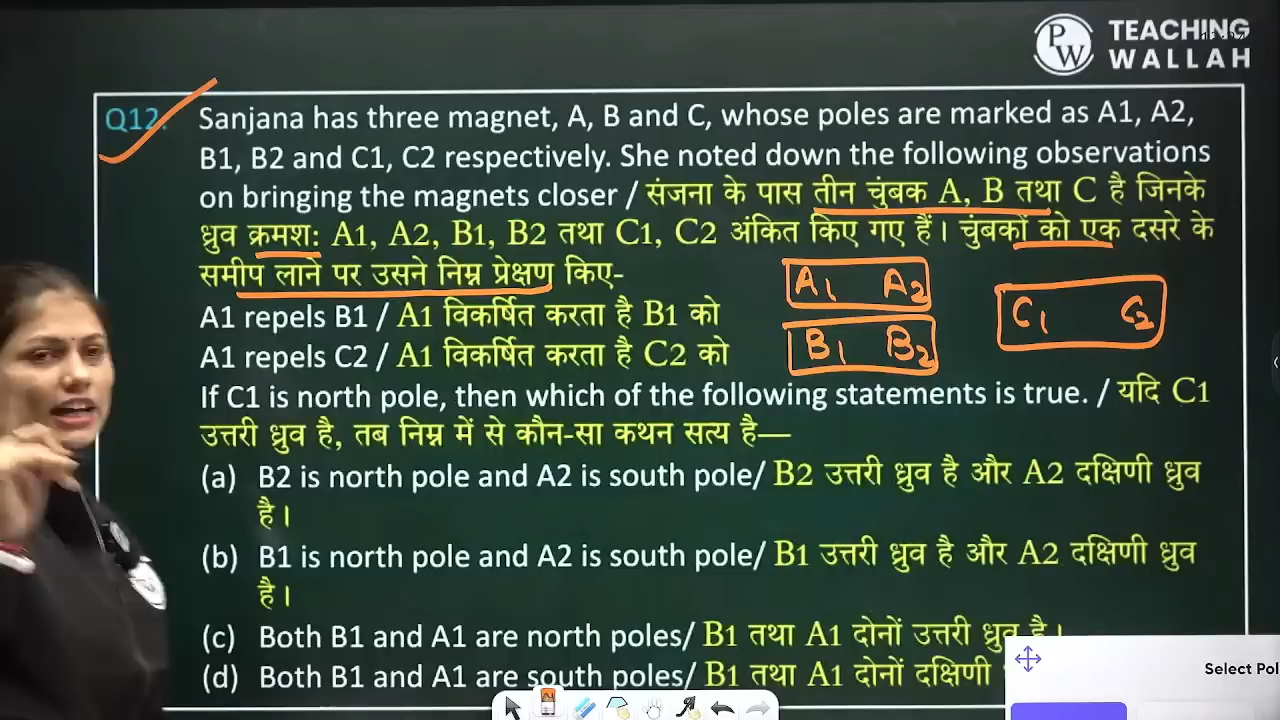 TEACHING
WALLAH
PW
Q12. Sanjana has three magnet, A, B and C, whose poles are marked as A1, A2,
B1, B2 and C1, C2 respectively. She noted down the following observations
on bringing the magnets closer / संजना के पास तीन चुंबक A, B तथा C है जिनके
ध्रुव क्रमश: A1, A2, B1, B2 तथा C1, C2 अंकित किए गए हैं। चुंबकों को एक दसरे के
समीप लाने पर उसने निम्न प्रेक्षण किए-
A1 A2
C1 C2
A1 repels B1 / A1 विकर्षित करता है B1 को
B1 B2
A1 repels C2 / A1 विकर्षित करता है C2 को
If C1 is north pole, then which of the following statements is true. / यदि C1
उत्तरी ध्रुव है, तब निम्न में से कौन-सा कथन सत्य है—
(a) B2 is north pole and A2 is south pole/ B2 उत्तरी ध्रुव है और A2 दक्षिणी ध्रुव
है।
(b) B1 is north pole and A2 is south pole/ B1 उत्तरी ध्रुव है और A2 दक्षिणी ध्रुव
है।
(c) Both B1 and A1 are north poles/ B1 तथा A1 दोनों उत्तरी ध्रुव है।
(d) Both B1 and A1 are south poles/ B1 तथा A1 दोनों दक्षिणी
Select Pol